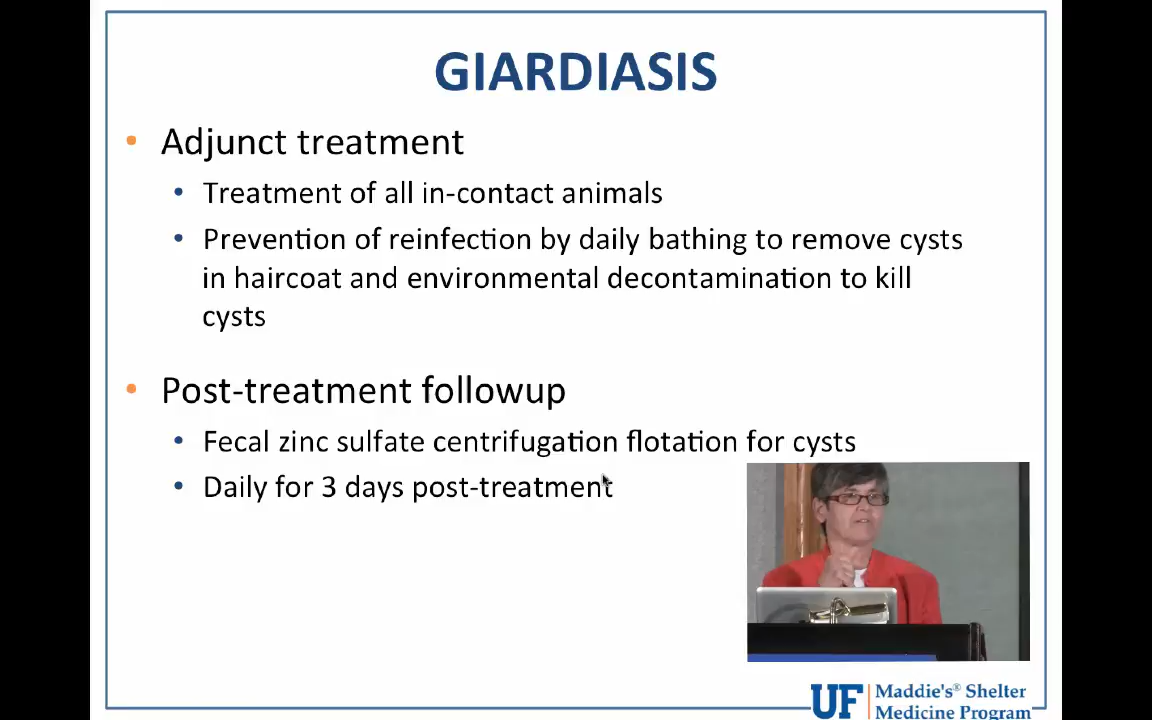 GIARDIASIS
• Adjunct treatment
• Treatment of all in-contact animals
• Prevention of reinfection by daily bathing to remove cysts
in haircoat and environmental decontamination to kill
cysts
• Post-treatment followup
• Fecal zinc sulfate centrifugation flotation for cysts
• Daily for 3 days post-treatment
UF Maddie's® Shelter
Medicine Program